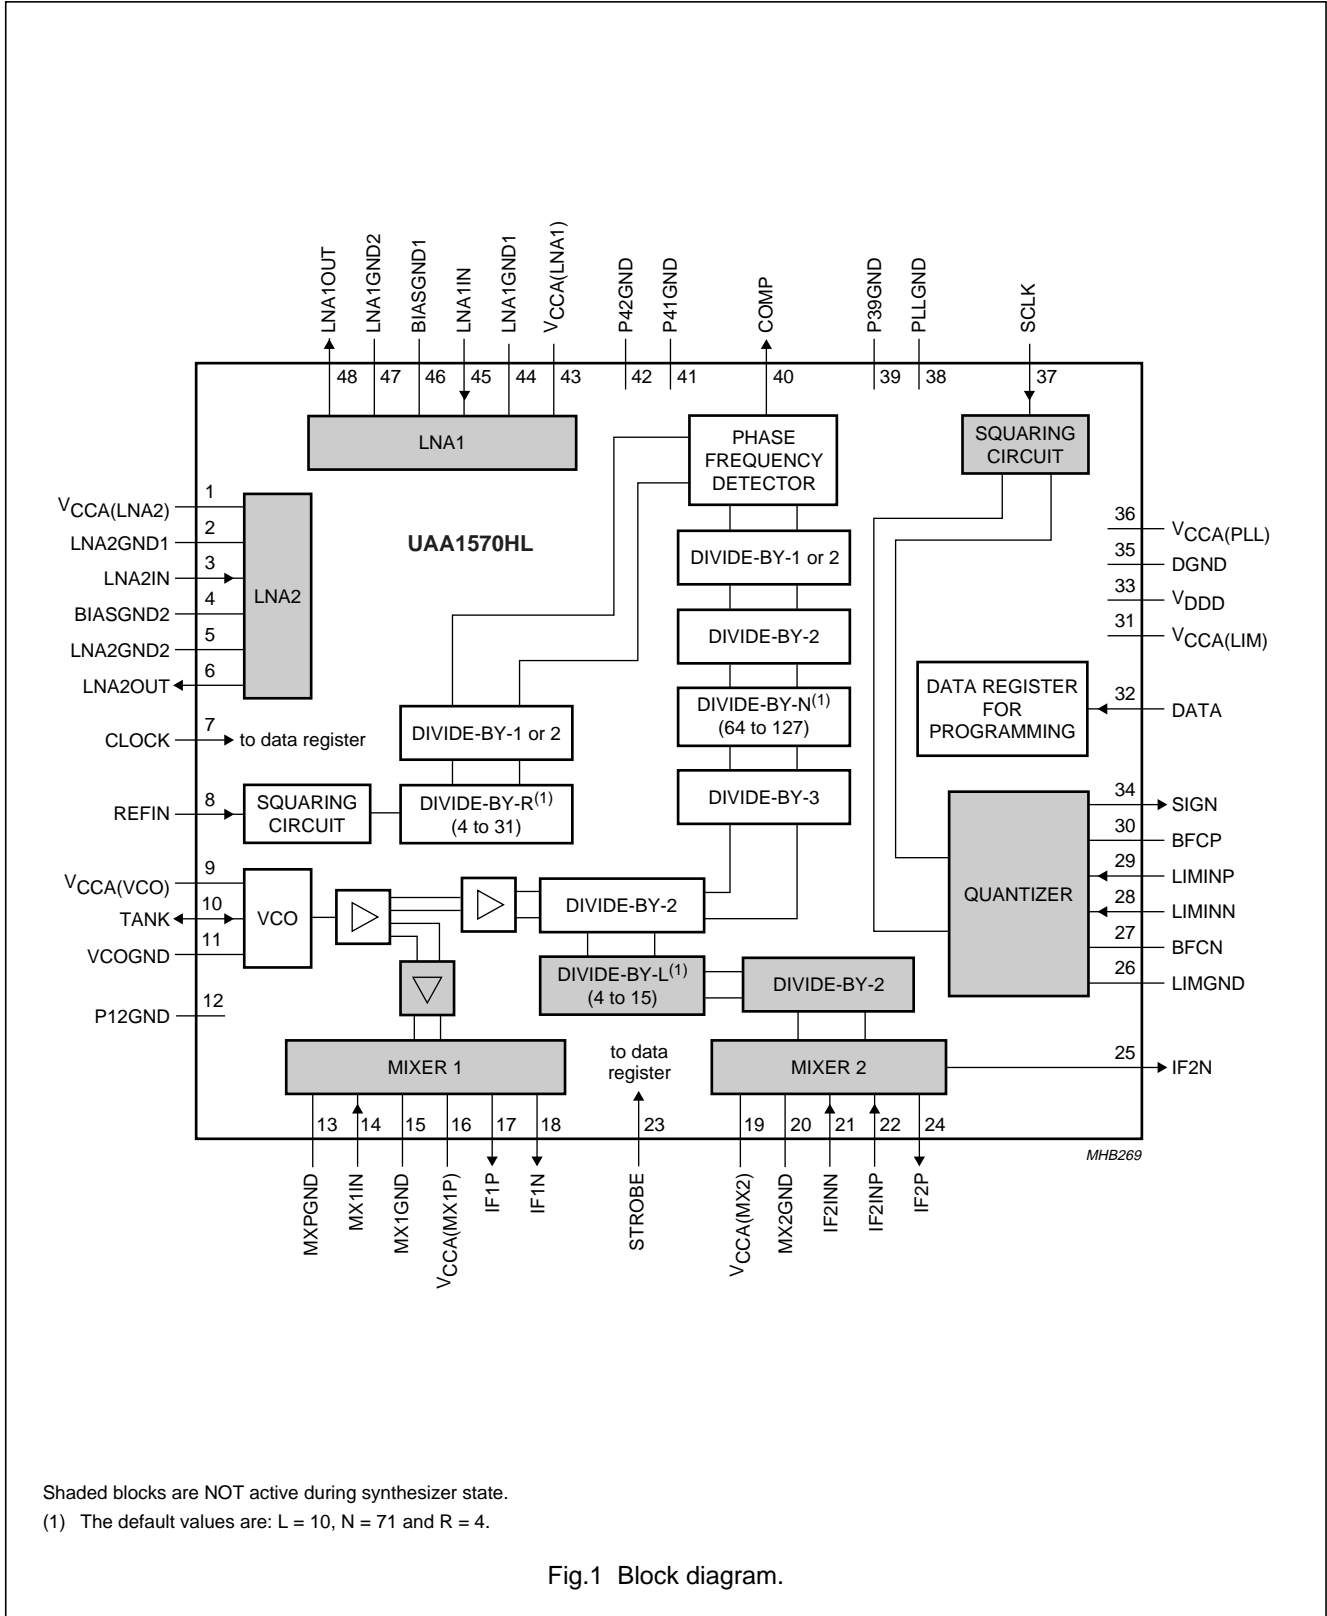 LNA1OUT
LNA1GND2
BIASGND1
LNA1IN
LNA1GND1
VCCA(LNA1)
P42GND
P41GND
COMP
P39GND
PLLGND
SCLK
48
47
46
45
44
43
42
41
40
39
38
37
LNA1
PHASE
FREQUENCY
DETECTOR
SQUARING
CIRCUIT
VCCA(LNA2)
1
LNA2GND1
2
LNA2IN
3
BIASGND2
4
LNA2GND2
5
LNA2OUT
6
LNA2
UAA1570HL
DIVIDE-BY-1 or 2
DIVIDE-BY-2
DIVIDE-BY-N(1)
(64 to 127)
DIVIDE-BY-3
36
VCCA(PLL)
35
DGND
33
VDDD
31
VCCA(LIM)
DATA REGISTER
FOR
PROGRAMMING
32
DATA
CLOCK
7
to data register
DIVIDE-BY-1 or 2
REFIN
8
SQUARING
CIRCUIT
DIVIDE-BY-R(1)
(4 to 31)
QUANTIZER
34
SIGN
30
BFCP
29
LIMINP
28
LIMINN
27
BFCN
26
LIMGND
VCCA(VCO)
9
TANK
10
VCOGND
11
VCO
DIVIDE-BY-2
DIVIDE-BY-L(1)
(4 to 15)
DIVIDE-BY-2
P12GND
12
MIXER 1
to data
register
MIXER 2
25
IF2N
13
14
15
16
17
18
23
19
20
21
22
24
MXPGND
MX1IN
MX1GND
VCCA(MX1P)
IF1P
IF1N
STROBE
VCCA(MX2)
MX2GND
IF2INN
IF2INP
IF2P
MHB269
Shaded blocks are NOT active during synthesizer state.
(1) The default values are: L = 10, N = 71 and R = 4.
Fig.1 Block diagram.